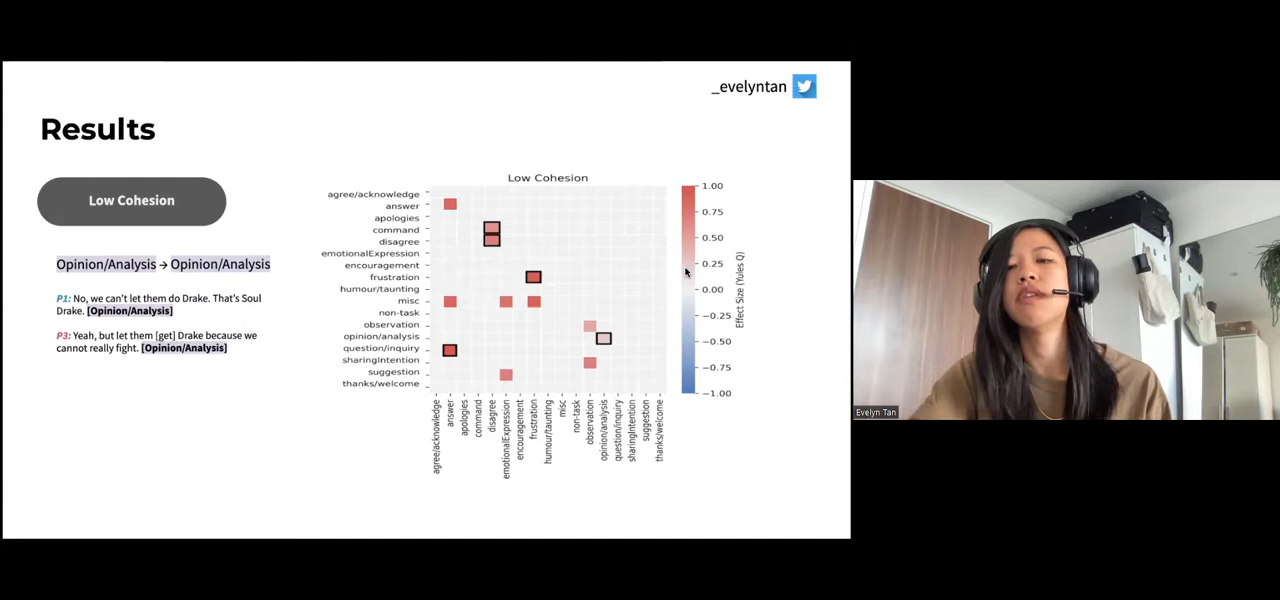 _evelyntan
Results
Low Cohesion
Opinion/Analysis → Opinion/Analysis
P1: No, we can't let them do Drake. That's Soul
Drake. [Opinion/Analysis]
P3: Yeah, but let them [get] Drake because we
cannot really fight. [Opinion/Analysis]
Low Cohesion
agree/acknowledge
answer
apologies
command
disagree
emotionalExpression
encouragement
frustration
humour/taunting
misc
non-task
observation
opinion/analysis
question/inquiry
sharingIntention
suggestion
thanks/welcome
agree/acknowledge
answer
apologies
command
disagree
emotionalExpression
encouragement
frustration
humour/taunting
misc
non-task
observation
opinion/analysis
question/inquiry
sharingIntention
suggestion
thanks/welcome
1.00
0.75
0.50
0.25
0.00
−0.25
−0.50
−0.75
−1.00
Effect Size (Yules Q)
Evelyn Tan